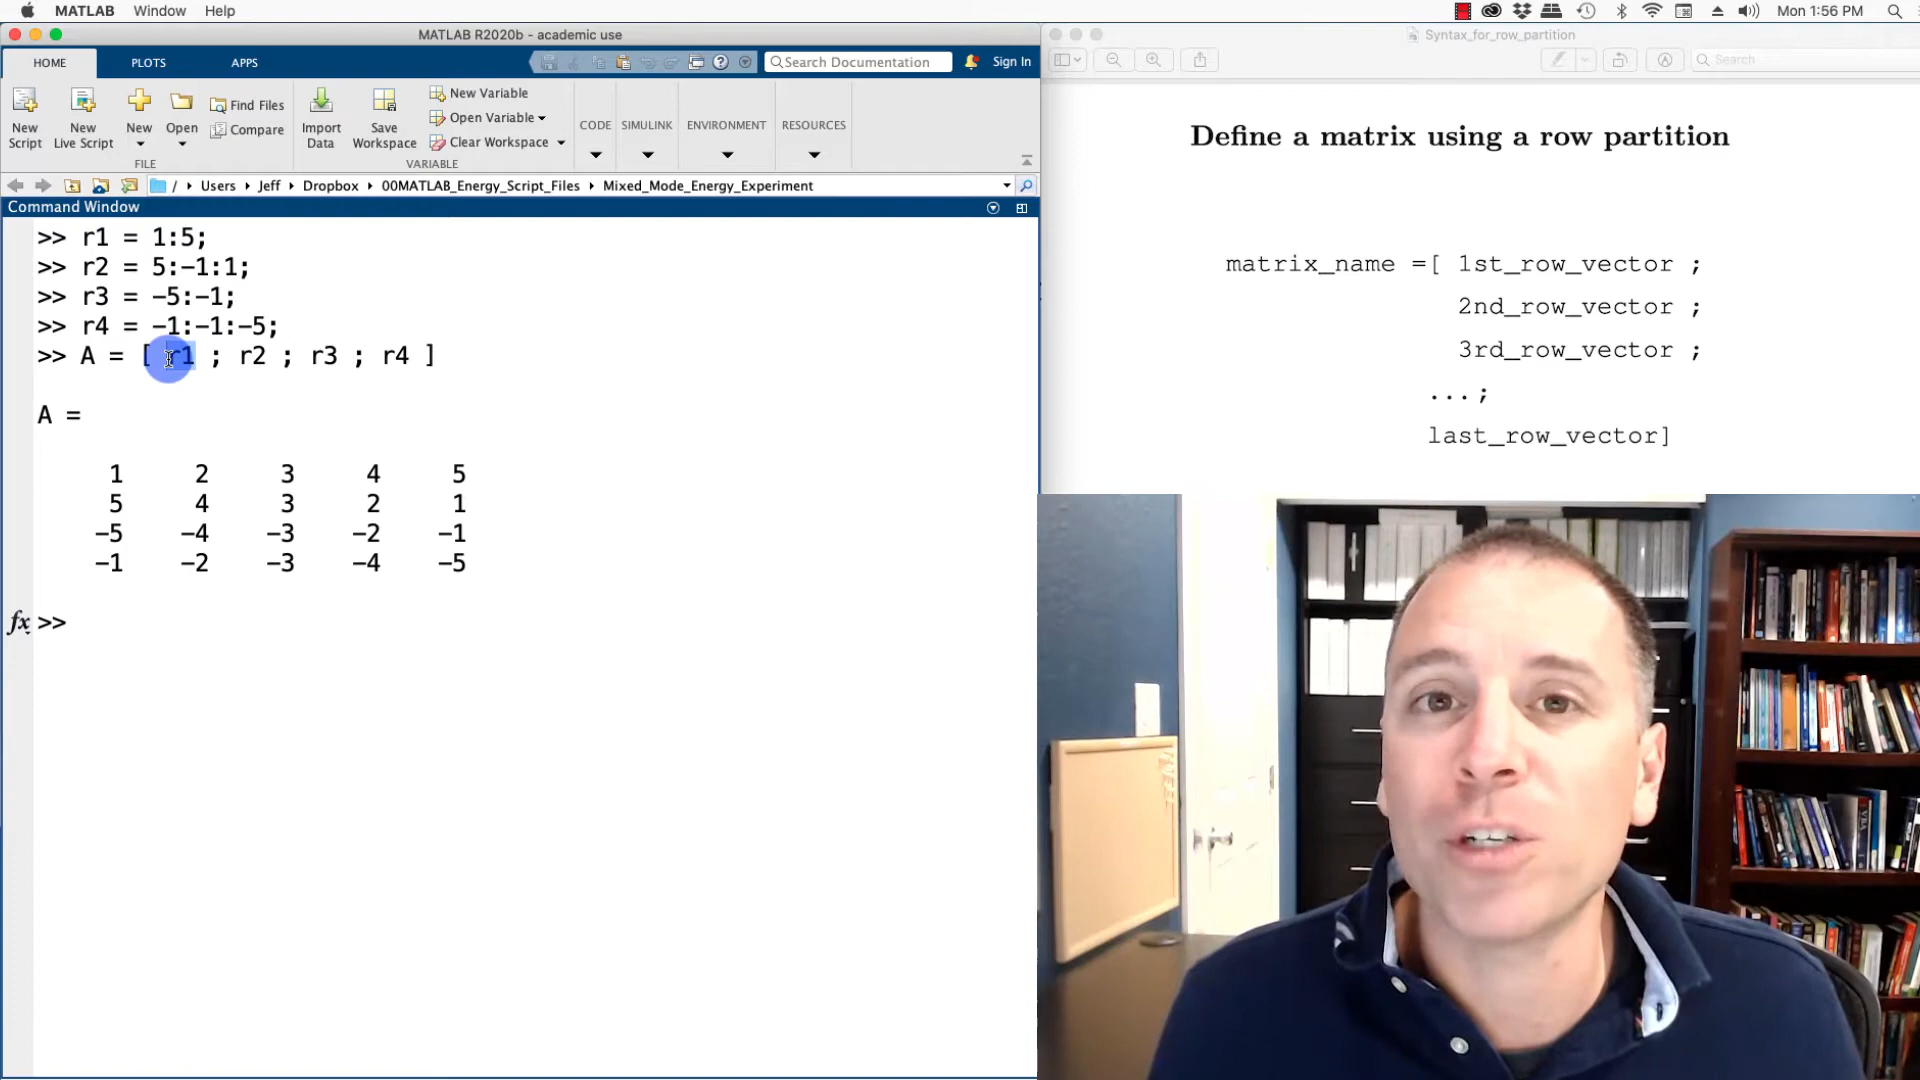 MATLAB Window Help
Mon 1:56 PM
MATLAB R2020b - academic use
Syntax_for_row_partition
HOME PLOTS APPS
Search Documentation
Sign In
Search
New Script
New Live Script
New
Open
Find Files
Compare
Import Data
Save Workspace
New Variable
Open Variable
Clear Workspace
CODE
SIMULINK
ENVIRONMENT
RESOURCES
FILE
VARIABLE
/ Users Jeff Dropbox 00MATLAB_Energy_Script_Files Mixed_Mode_Energy_Experiment
Command Window
>> r1 = 1:5;
>> r2 = 5:-1:1;
>> r3 = -5:-1;
>> r4 = -1:-1:-5;
>> A = [ r1 ; r2 ; r3 ; r4 ]
A =
1 2 3 4 5
5 4 3 2 1
-5 -4 -3 -2 -1
-1 -2 -3 -4 -5
fx >>
Define a matrix using a row partition
matrix_name =[ 1st_row_vector ;
2nd_row_vector ;
3rd_row_vector ;
...;
last_row_vector]